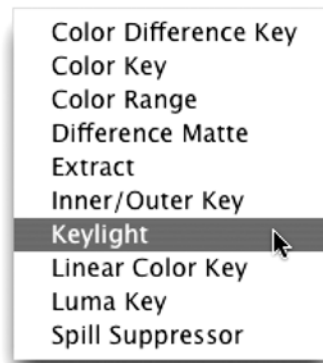 Color Difference Key
Color Key
Color Range
Difference Matte
Extract
Inner/Outer Key
Keylight
Linear Color Key
Luma Key
Spill Suppressor